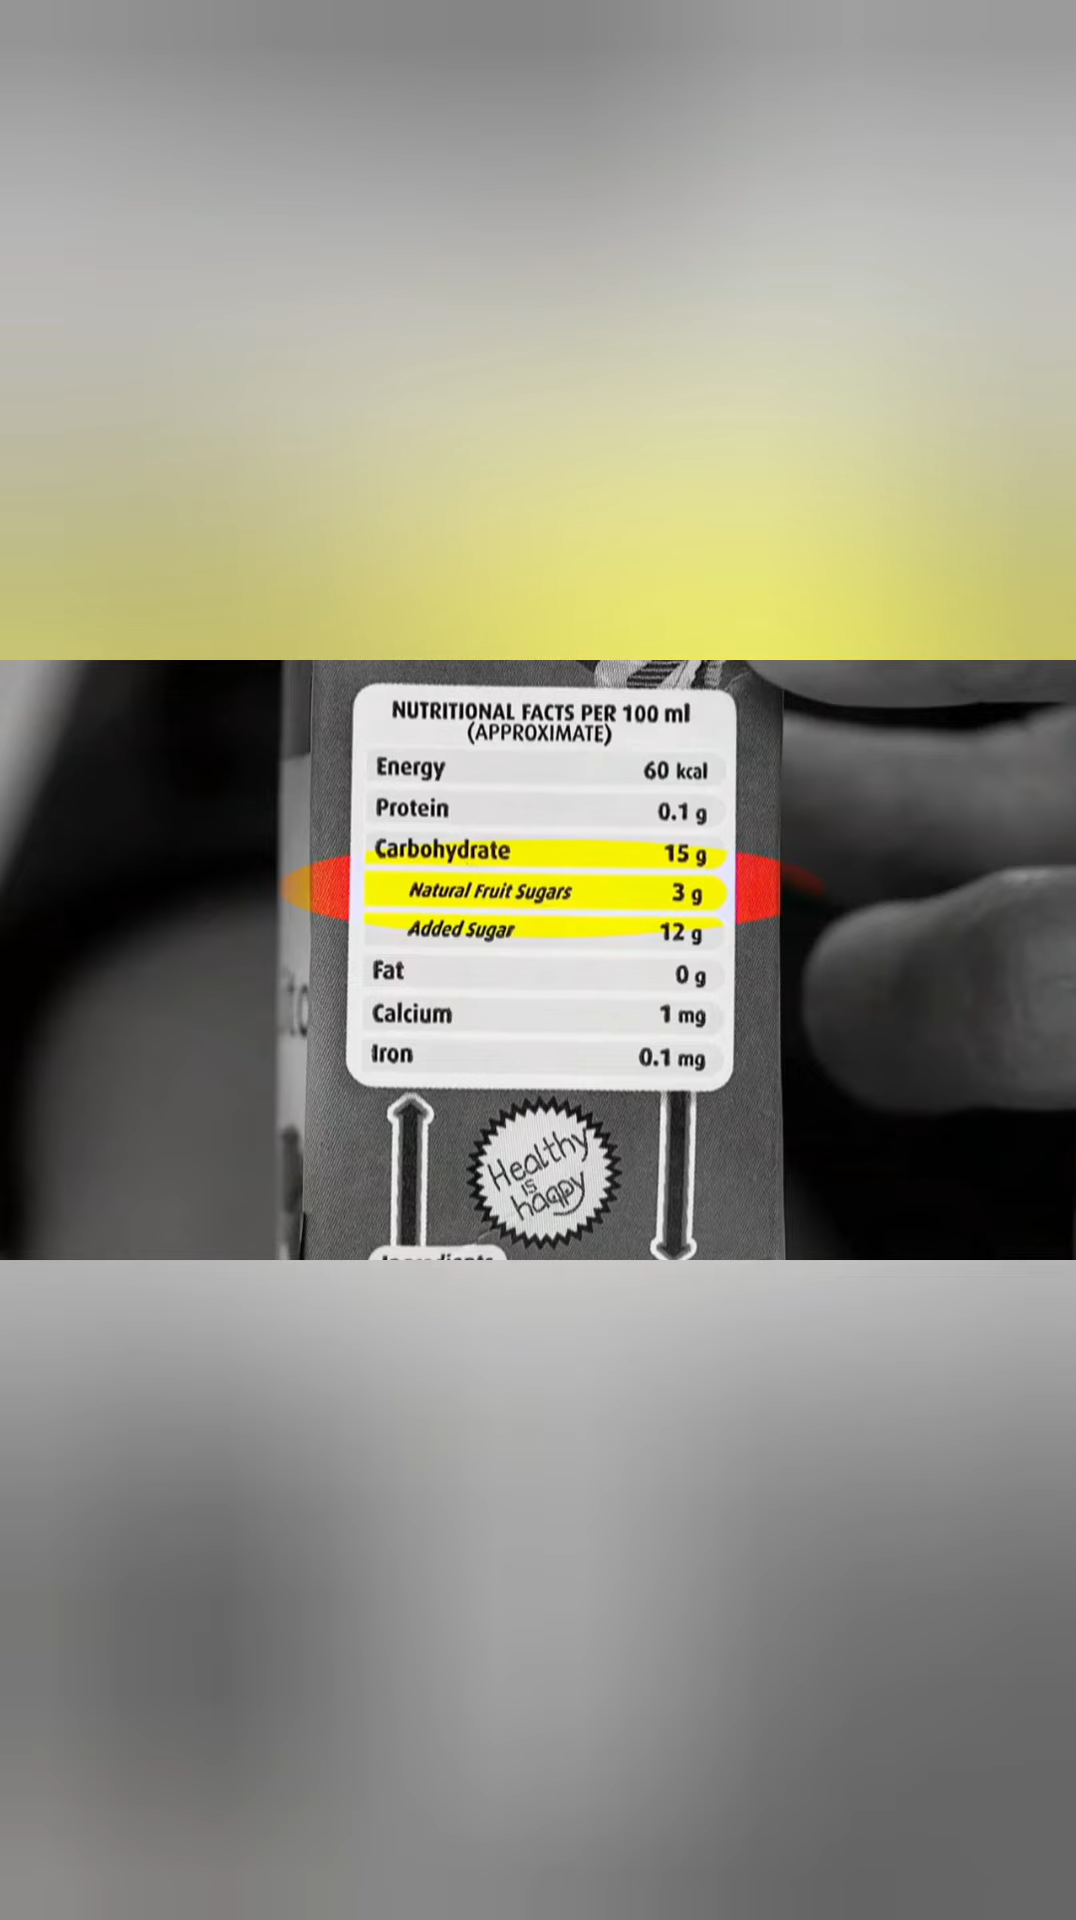 NUTRITIONAL FACTS PER 100 ml
(APPROXIMATE)
Energy 60 kcal
Protein 0.1 g
Carbohydrate 15 g
Natural Fruit Sugars 3 g
Added Sugar 12 g
Fat 0 g
Calcium 1 mg
Iron 0.1 mg
Healthy
is
happy